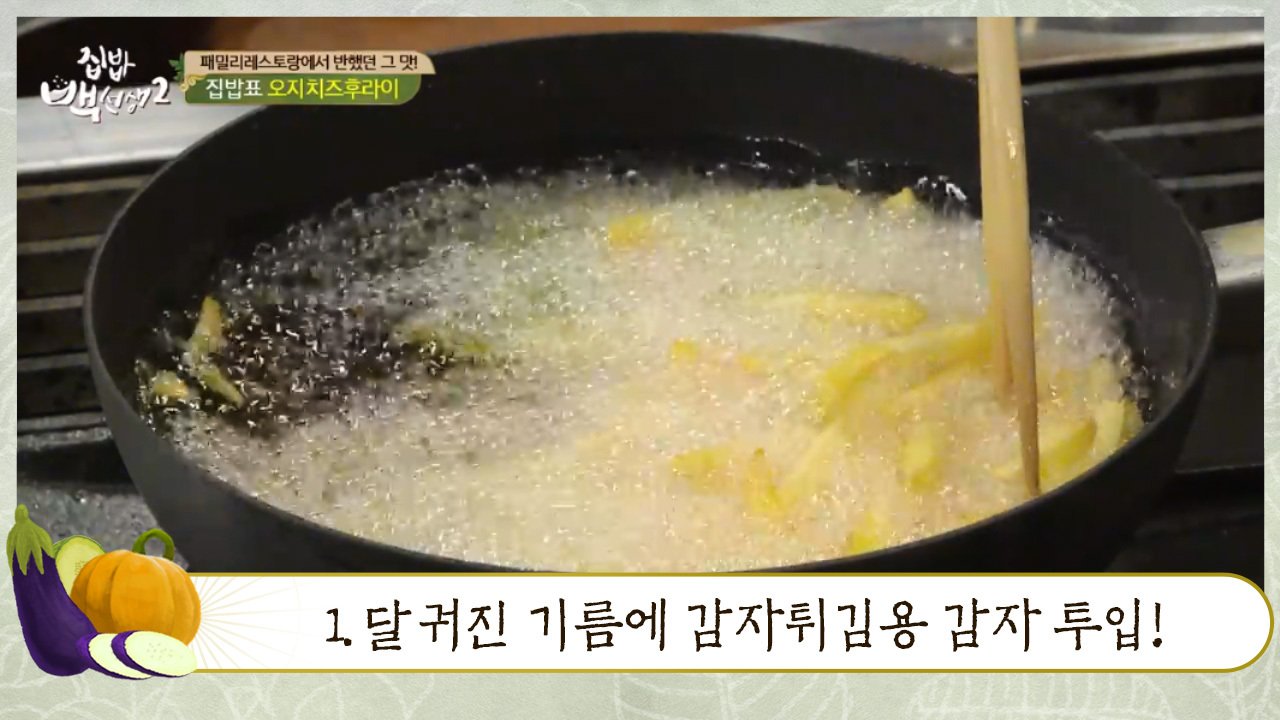 집밥
백선생2
패밀리레스토랑에서 반했던 그 맛!
집밥표 오지치즈후라이
1. 달궈진 기름에 감자튀김용 감자 투입!